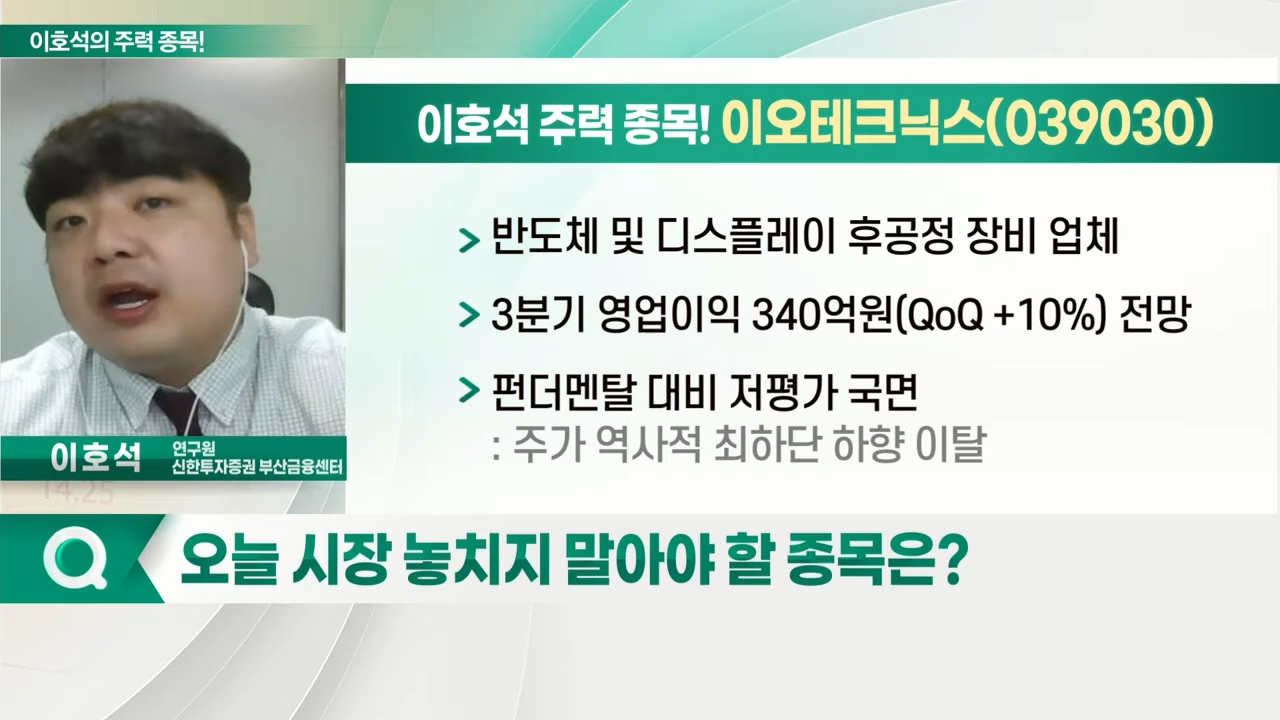 이호석의 주력 종목!
이호석 주력 종목! 이오테크닉스(039030)
> 반도체 및 디스플레이 후공정 장비 업체
> 3분기 영업이익 340억원(QoQ +10%) 전망
> 펀더멘탈 대비 저평가 국면
: 주가 역사적 최하단 하향 이탈
이호석
연구원
신한투자증권 부산금융센터
14.25
Q 오늘 시장 놓치지 말아야 할 종목은?